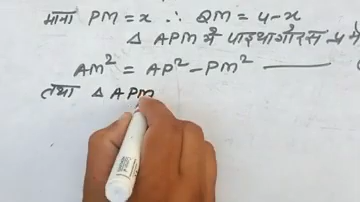 माना PM = x ∴ QM = 4-x
△ APM में पाइथागोरस प्र मे
AM² = AP² - PM² ——— (
तथा △ APM